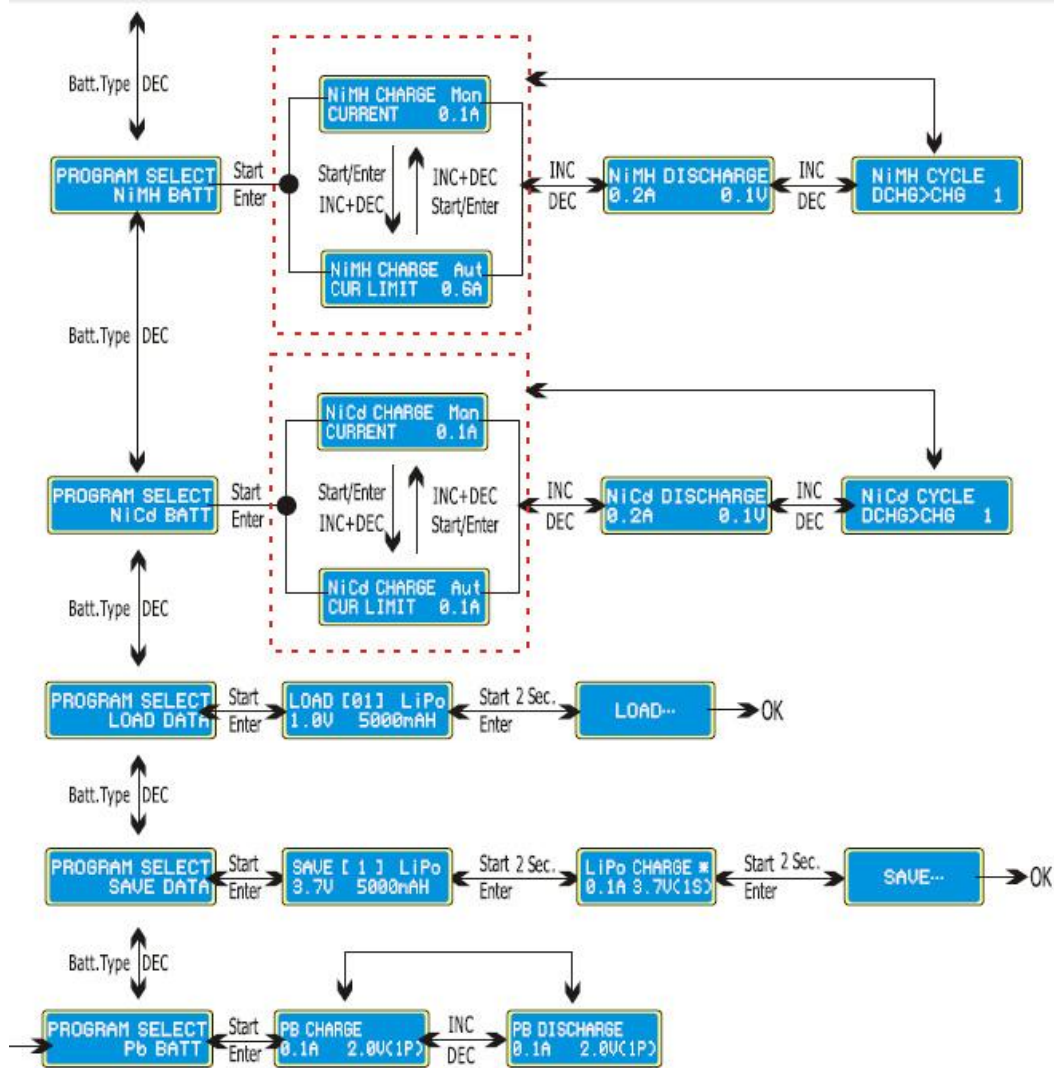 Batt.Type DEC
NiMH CHARGE Man
CURRENT 0.1A
PROGRAM SELECT
NiMH BATT
Start
Enter
Start/Enter
INC+DEC
INC+DEC
Start/Enter
INC
DEC
NiMH DISCHARGE
0.2A 0.1V
INC
DEC
NiMH CYCLE
DCHG>CHG 1
NiMH CHARGE Aut
CUR LIMIT 0.6A
Batt.Type DEC
NiCd CHARGE Man
CURRENT 0.1A
PROGRAM SELECT
NiCd BATT
Start
Enter
Start/Enter
INC+DEC
INC+DEC
Start/Enter
INC
DEC
NiCd DISCHARGE
0.2A 0.1V
INC
DEC
NiCd CYCLE
DCHG>CHG 1
NiCd CHARGE Aut
CUR LIMIT 0.1A
Batt.Type DEC
PROGRAM SELECT
LOAD DATA
Start
Enter
LOAD [01] LiPo
1.0V 5000mAH
Start 2 Sec.
Enter
LOAD…
OK
Batt.Type DEC
PROGRAM SELECT
SAVE DATA
Start
Enter
SAVE [ 1 ] LiPo
3.7V 5000mAH
Start 2 Sec.
Enter
LiPo CHARGE *
0.1A 3.7V(1S)
Start 2 Sec.
Enter
SAVE…
OK
Batt.Type DEC
PROGRAM SELECT
Pb BATT
Start
Enter
PB CHARGE
0.1A 2.0V(1P)
INC
DEC
PB DISCHARGE
0.1A 2.0V(1P)